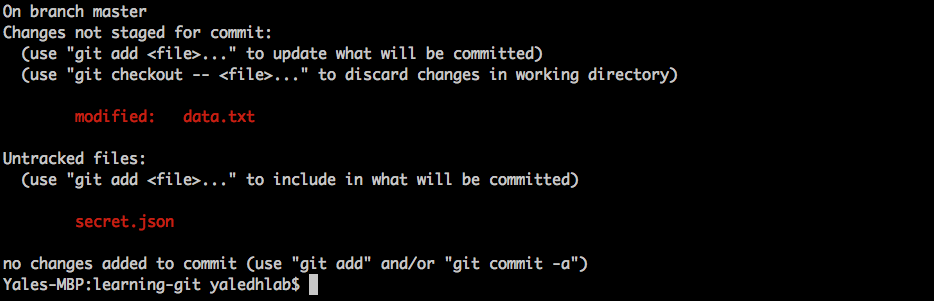 On branch master
Changes not staged for commit:
  (use "git add <file>..." to update what will be committed)
  (use "git checkout -- <file>..." to discard changes in working directory)

        modified:   data.txt

Untracked files:
  (use "git add <file>..." to include in what will be committed)

        secret.json

no changes added to commit (use "git add" and/or "git commit -a")
Yales-MBP:learning-git yaledhlab$